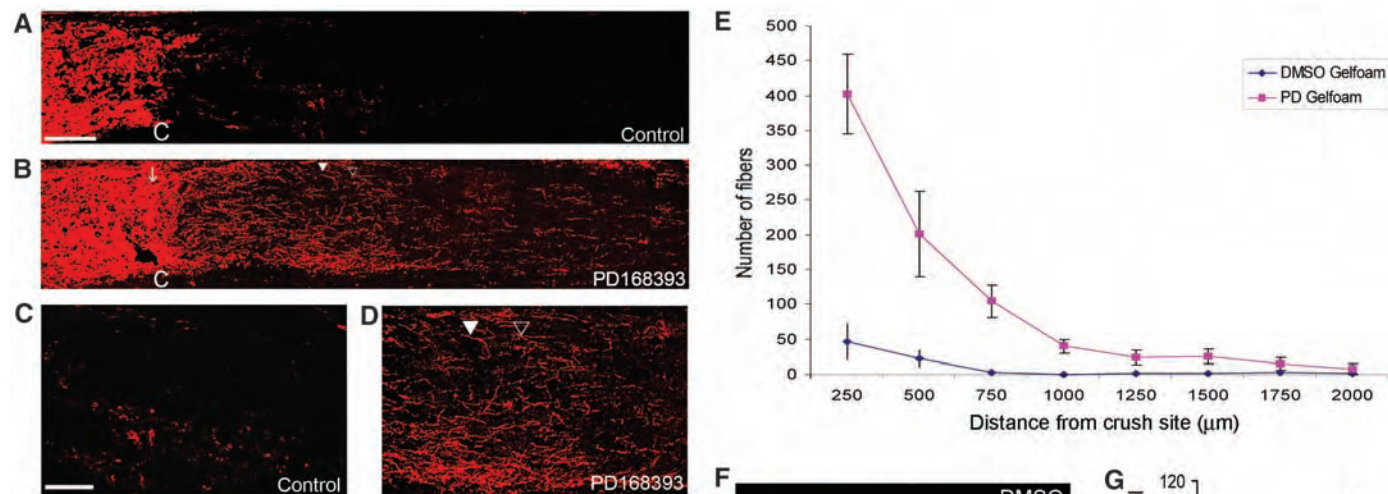 A
C
Control
B
C
PD168393
C
Control
D
PD168393
E
500
450
400
350
300
250
200
150
100
50
0
Number of fibers
250 500 750 1000 1250 1500 1750 2000
Distance from crush site (μm)
DMSO Gelfoam
PD Gelfoam
F
DMSO
G
120